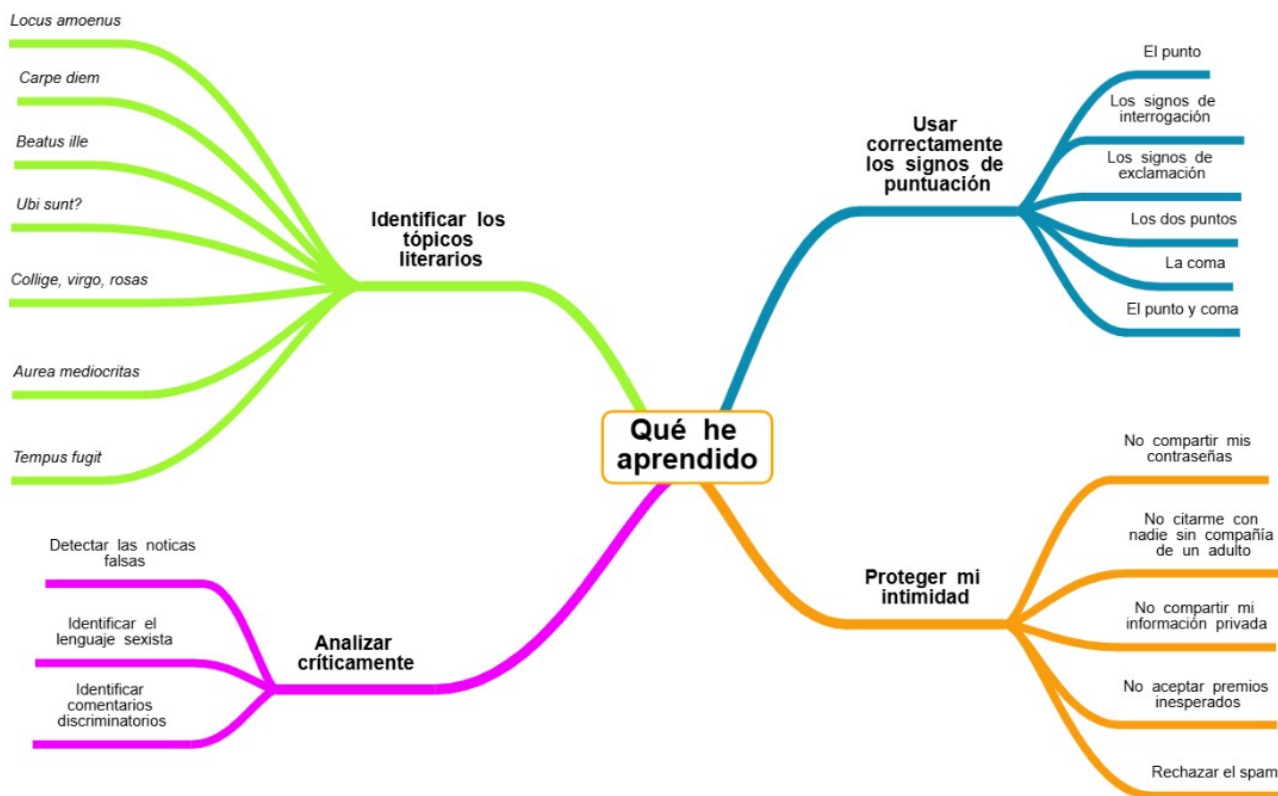 Qué he
aprendido
Identificar los
tópicos
literarios
Locus amoenus
Carpe diem
Beatus ille
Ubi sunt?
Collige, virgo, rosas
Aurea mediocritas
Tempus fugit
Analizar
críticamente
Detectar las noticas
falsas
Identificar el
lenguaje sexista
Identificar
comentarios
discriminatorios
Usar
correctamente
los signos de
puntuación
El punto
Los signos de
interrogación
Los signos de
exclamación
Los dos puntos
La coma
El punto y coma
Proteger mi
intimidad
No compartir mis
contraseñas
No citarme con
nadie sin compañía
de un adulto
No compartir mi
información privada
No aceptar premios
inesperados
Rechazar el spam